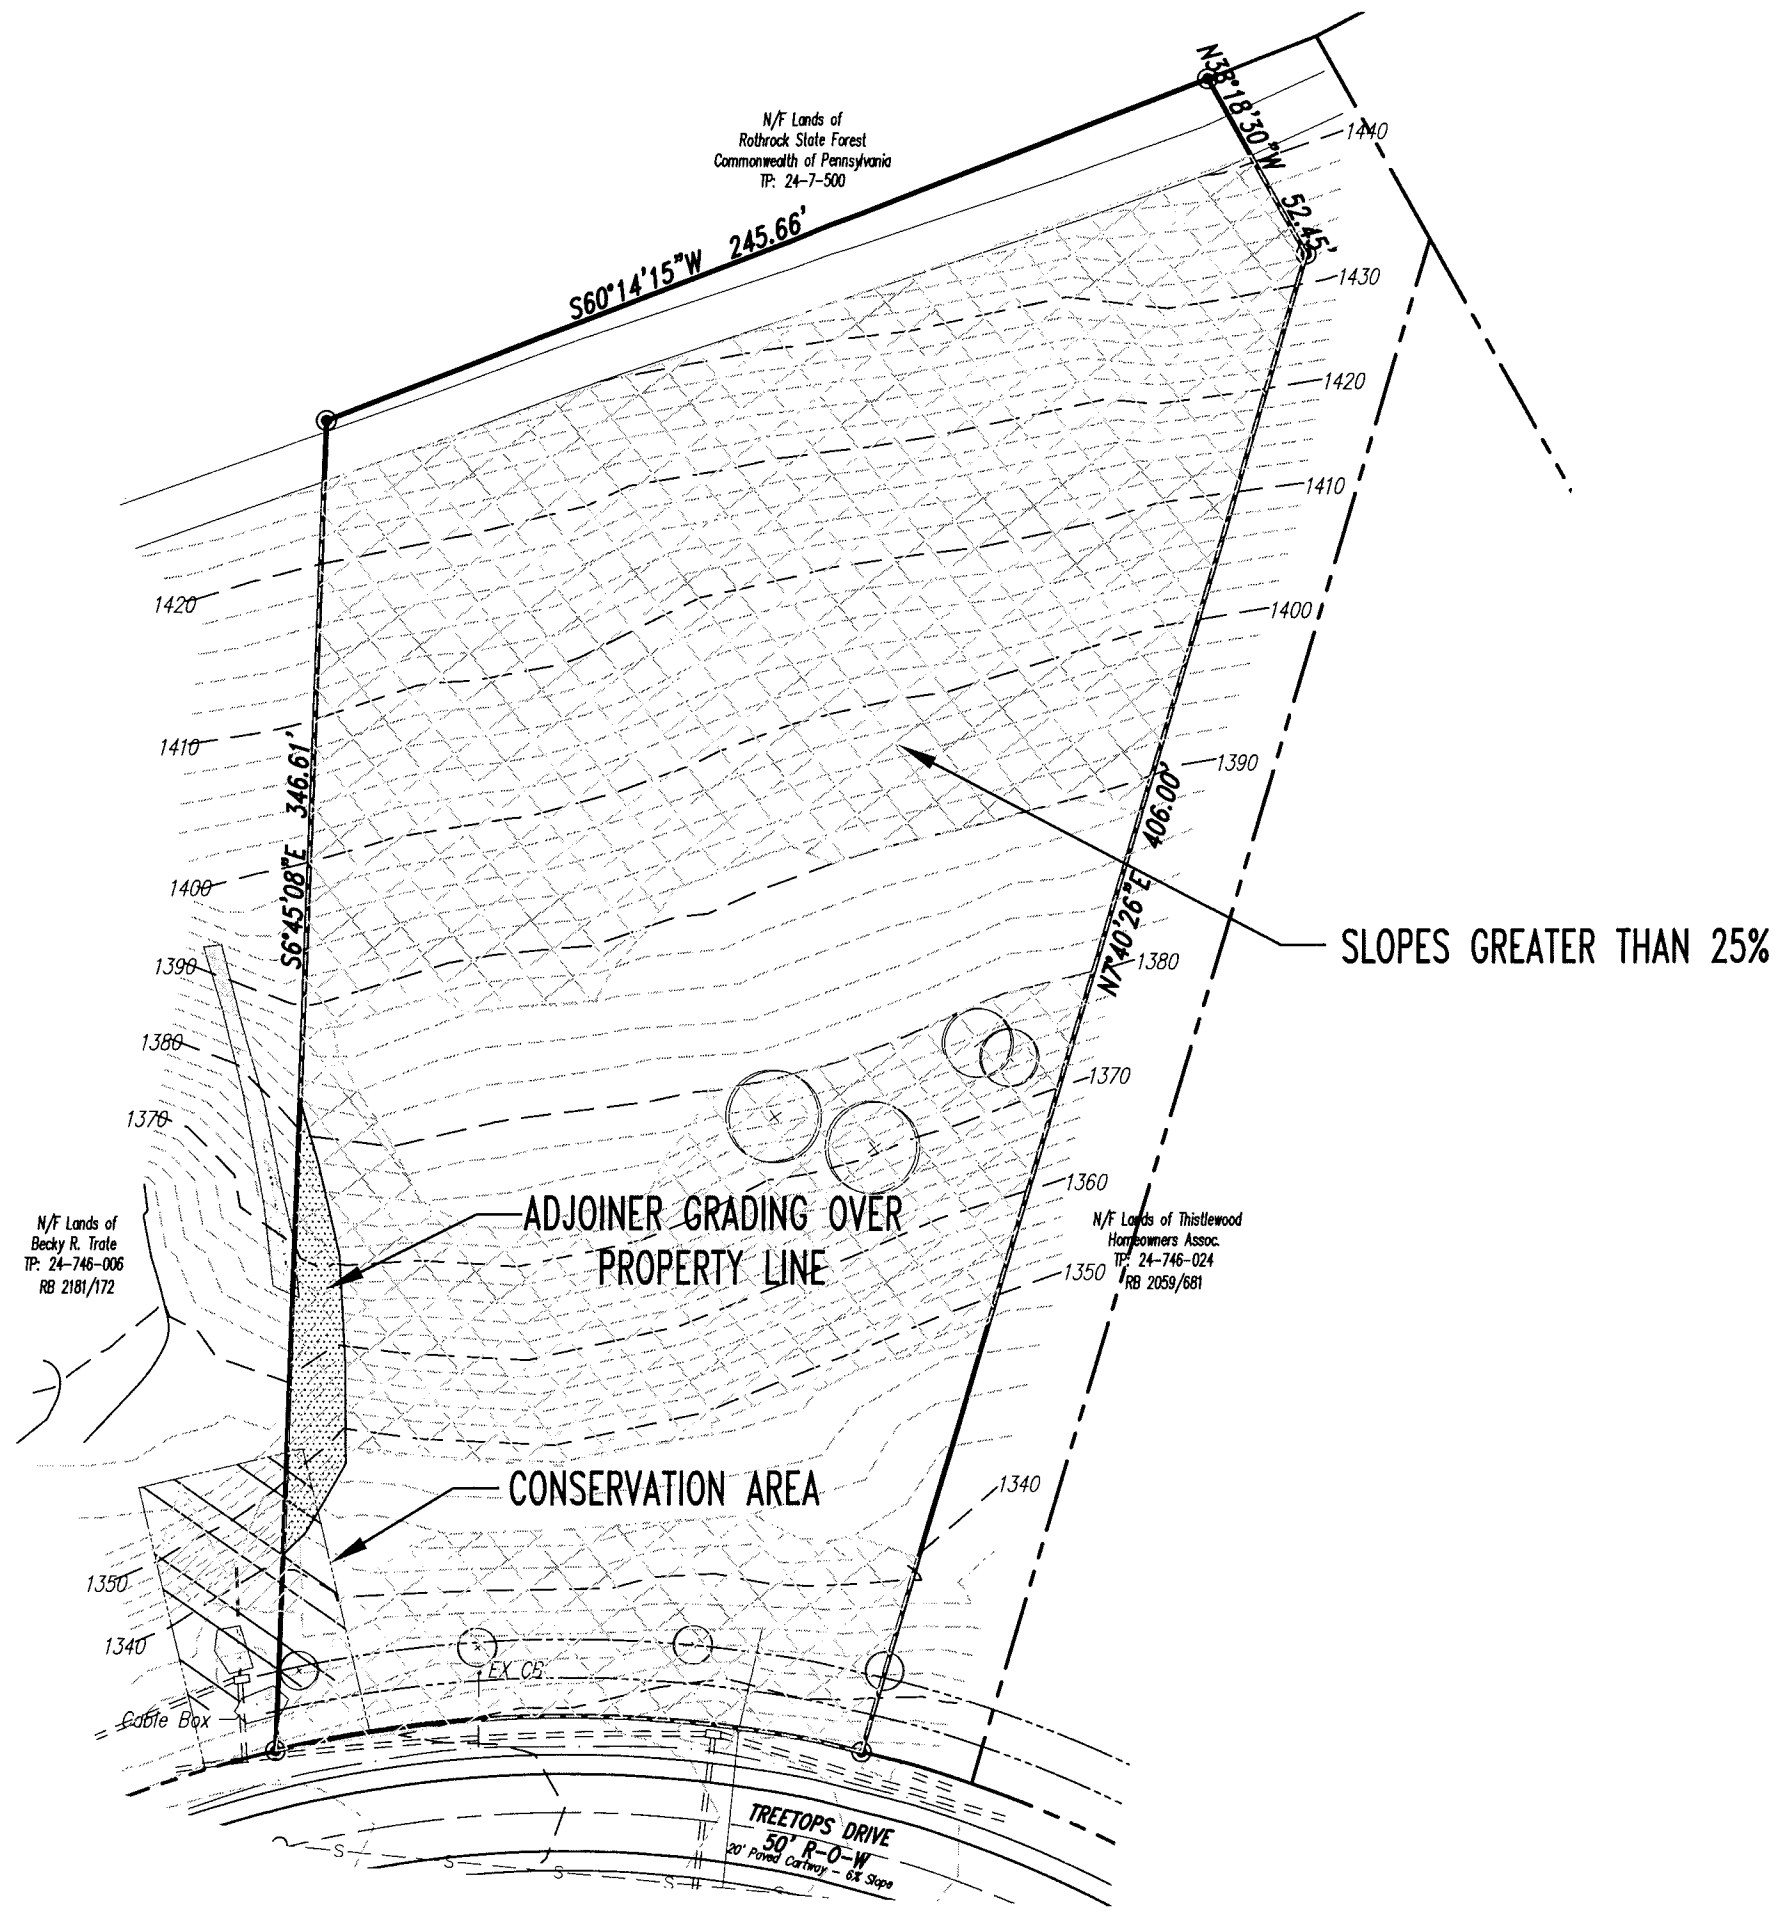 N38°18'30"W 52.45'
N/F Lands of
Rothrock State Forest
Commonwealth of Pennsylvania
TP: 24-7-500
1440
S60°14'15"W 245.66'
1430
1420
1410
1420
1400
1410
S6°45'08"E 346.61'
1390
N7°40'26"E 406.00'
1400
SLOPES GREATER THAN 25%
1390
1380
1380
1370
1370
1360
ADJOINER GRADING OVER
PROPERTY LINE
N/F Lands of
Becky R. Trate
TP: 24-746-006
RB 2181/172
N/F Lands of Thistlewood
Homeowners Assoc.
TP: 24-746-024
RB 2059/681
1350
CONSERVATION AREA
1340
1350
1340
EX CB
Cable Box
TREETOPS DRIVE
50' R-O-W
20' Paved Cartway - 6% Slope
S
S
S
S
S